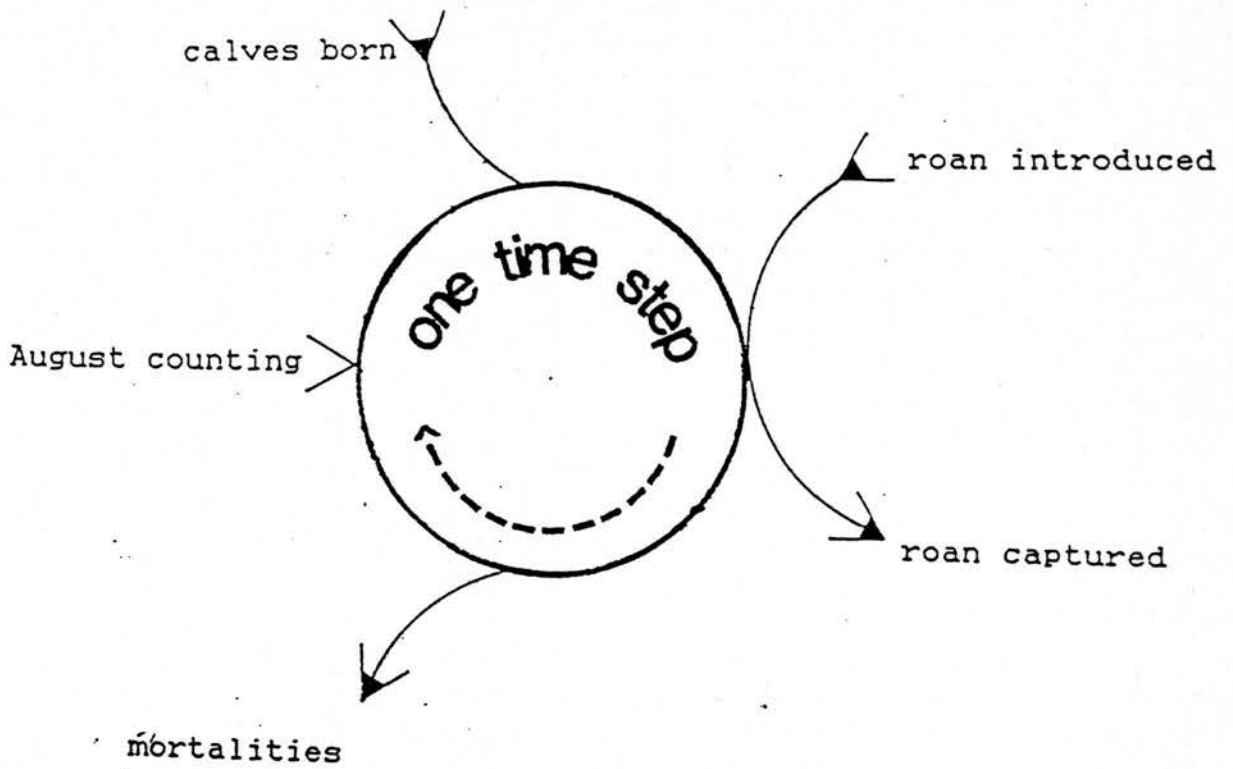 calves born
roan introduced
one time step
August counting
roan captured
mortalities